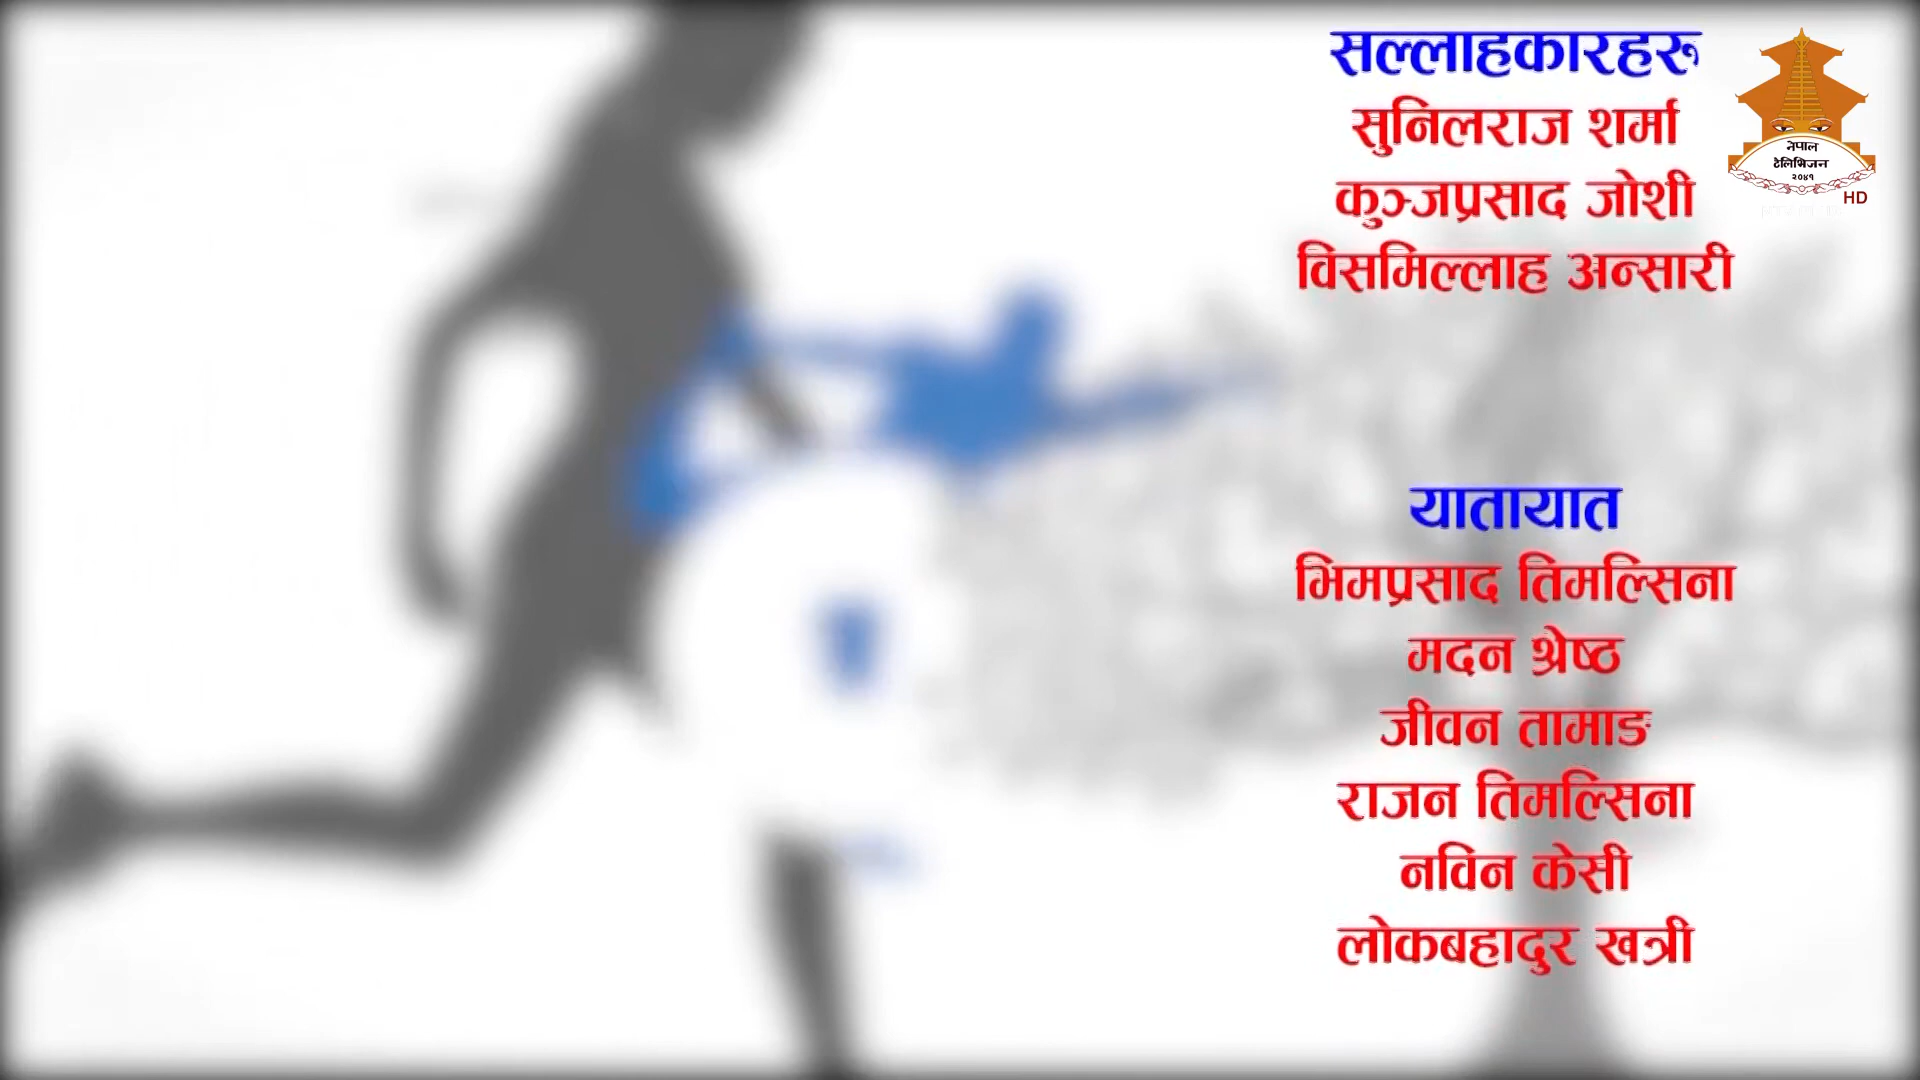 सल्लाहकारहरु
सुनिलराज शर्मा
कुञ्जप्रसाद जोशी
विसमिल्लाह अन्सारी
नेपाल
टेलिभिजन
२०४१
HD
यातायात
भिमप्रसाद तिमल्सिना
मदन श्रेष्ठ
जीवन तामाङ
राजन तिमल्सिना
नविन केसी
लोकबहादुर खत्री